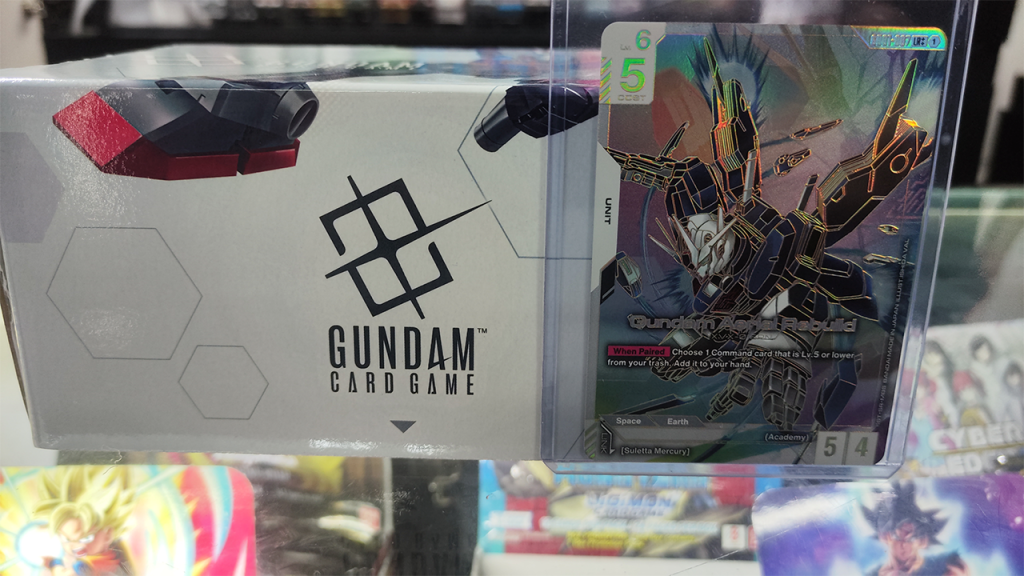 GUNDAM™
CARD GAME
Lv. 6
5
COST
UNIT
Gundam Aerial Rebuild
When Paired Choose 1 Command card that is Lv.5 or lower
from your trash. Add it to your hand.
Space Earth
(Academy)
[Suletta Mercury]
5 4
CYBER